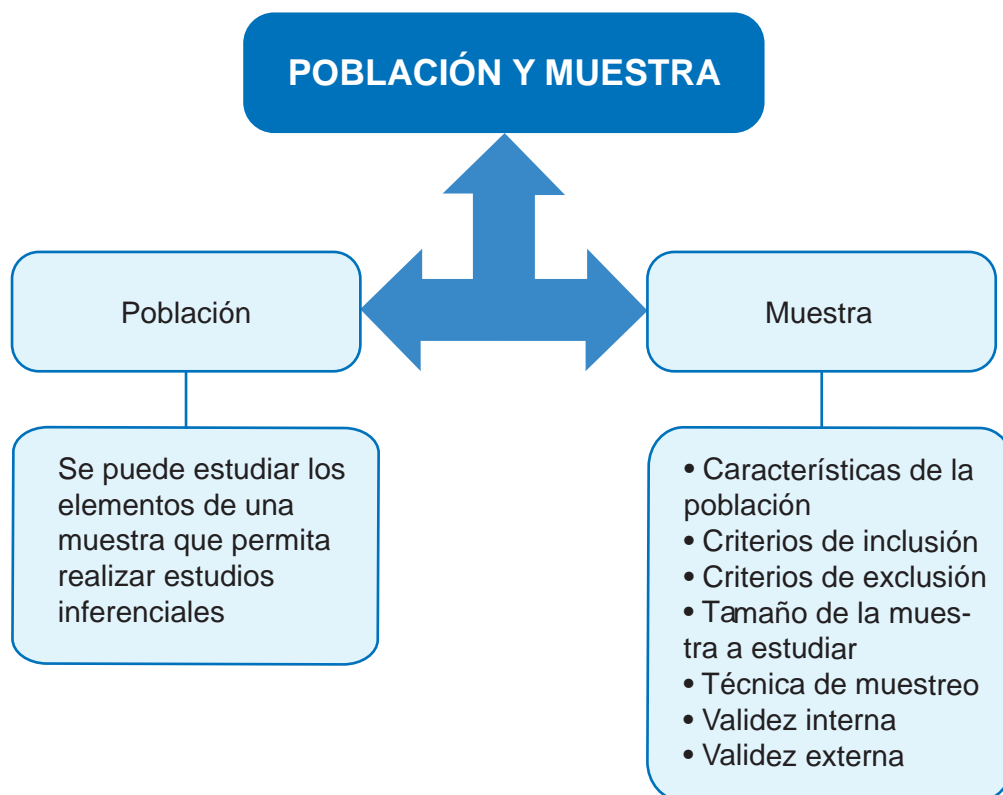 POBLACIÓN Y MUESTRA
Población
Se puede estudiar los
elementos de una
muestra que permita
realizar estudios
inferenciales
Muestra
• Características de la
población
• Criterios de inclusión
• Criterios de exclusión
• Tamaño de la mues-
tra a estudiar
• Técnica de muestreo
• Validez interna
• Validez externa